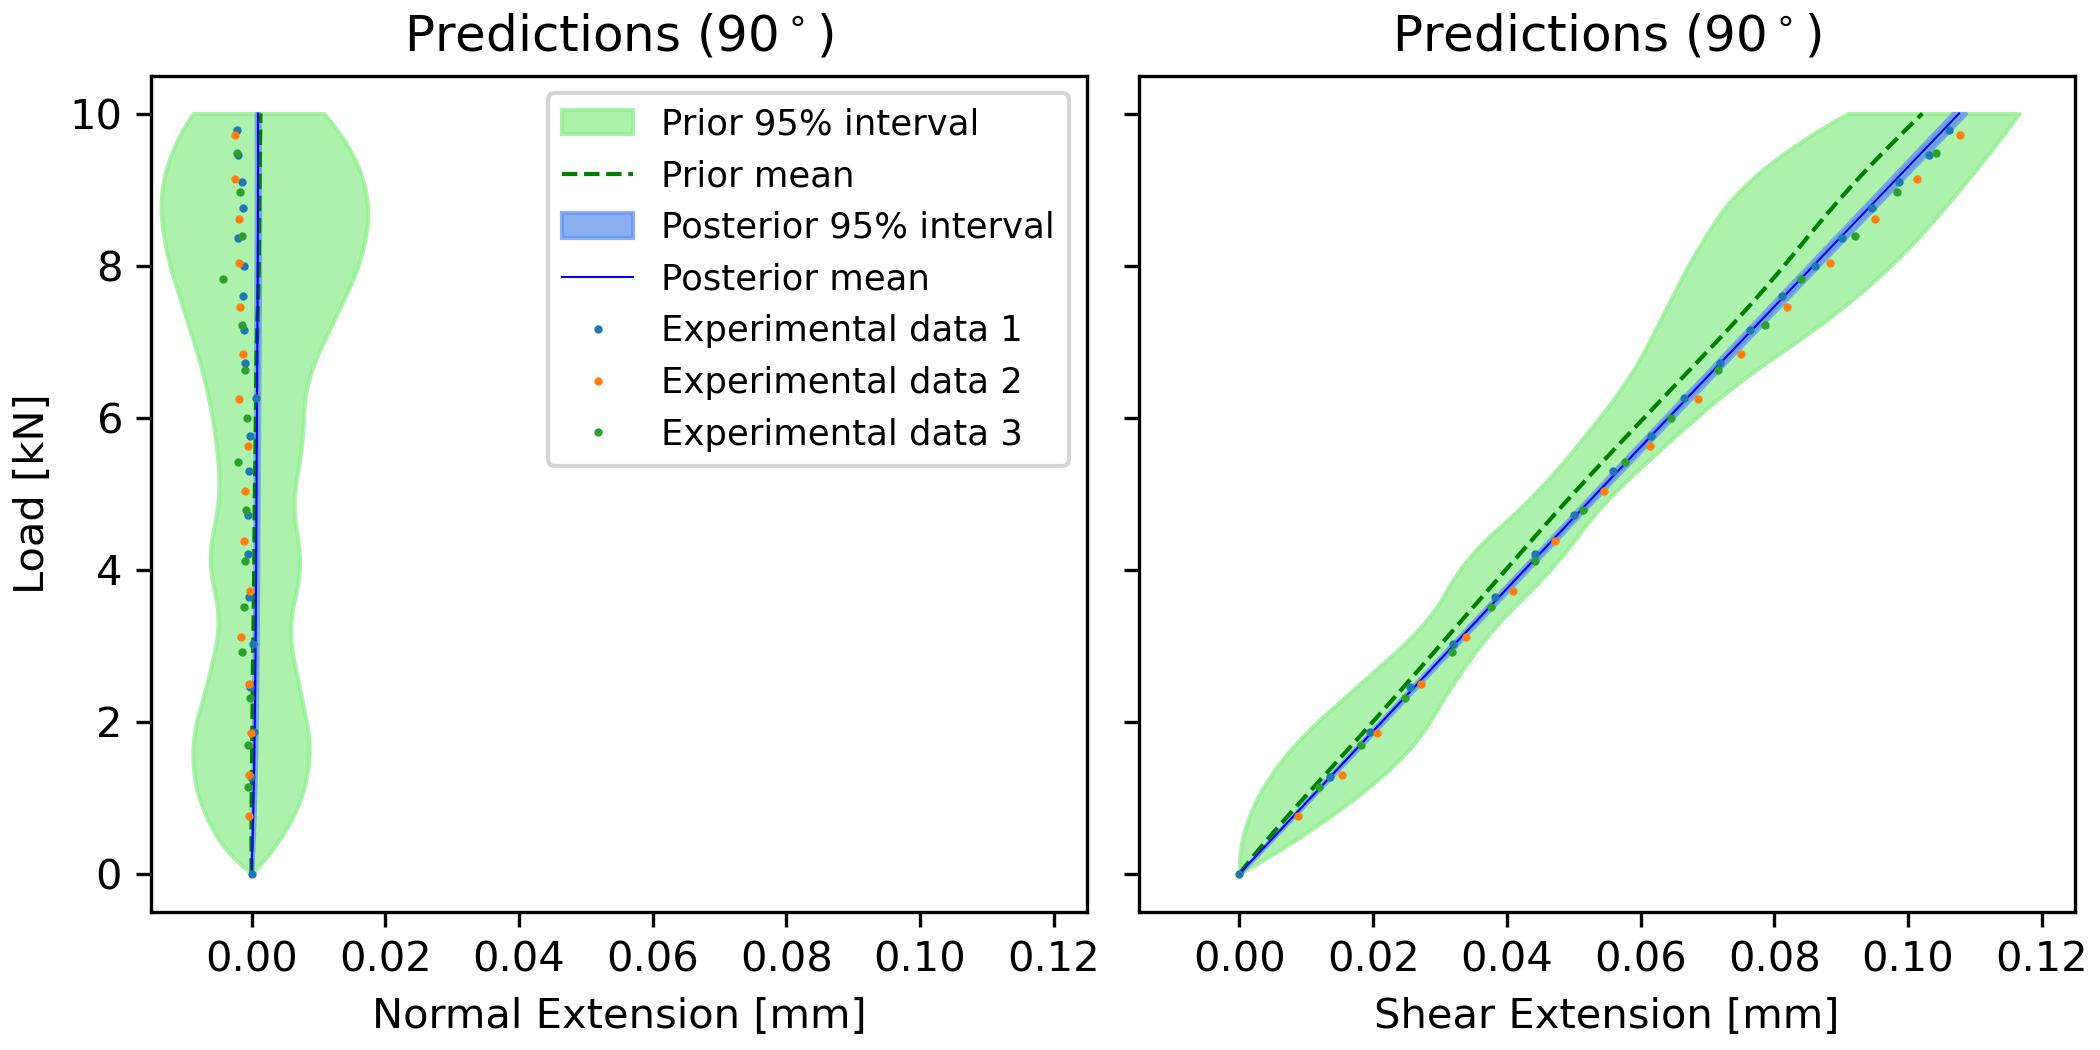 Predictions (90°)
Load [kN]
10
8
6
4
2
0
0.00 0.02 0.04 0.06 0.08 0.10 0.12
Normal Extension [mm]
Prior 95% interval
Prior mean
Posterior 95% interval
Posterior mean
Experimental data 1
Experimental data 2
Experimental data 3
Predictions (90°)
0.00 0.02 0.04 0.06 0.08 0.10 0.12
Shear Extension [mm]